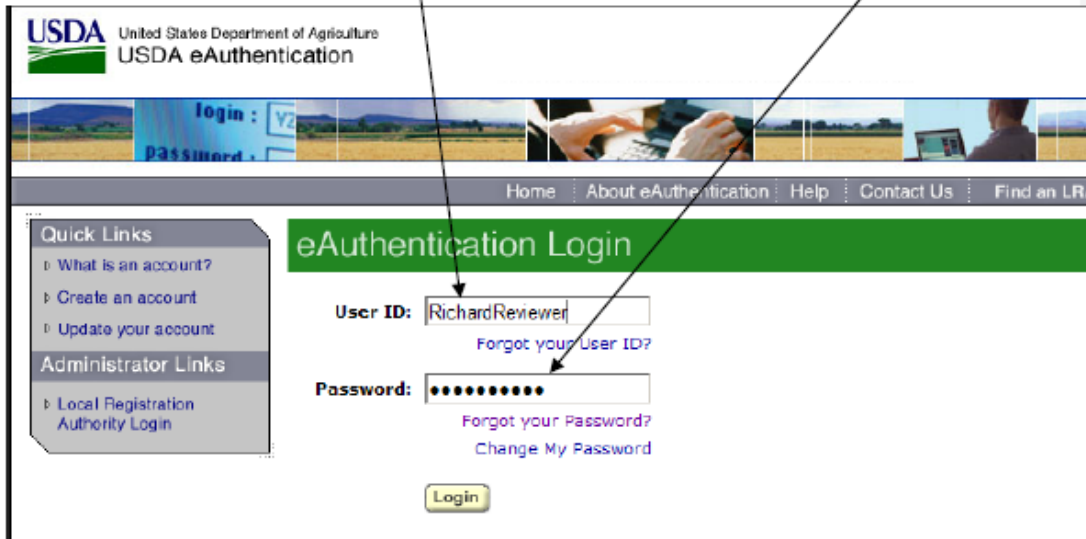 USDA United States Department of Agriculture
USDA eAuthentication
login : YZ
password :
Home About eAuthentication Help Contact Us Find an LR
Quick Links
What is an account?
Create an account
Update your account
Administrator Links
Local Registration
Authority Login
eAuthentication Login
User ID: RichardReviewer
Forgot your User ID?
Password: ••••••••••
Forgot your Password?
Change My Password
Login